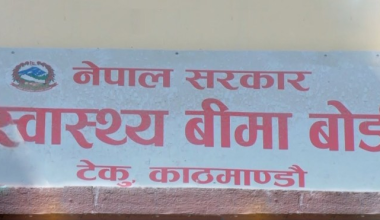 नेपाल सरकार
स्वास्थ्य बीमा बोर्ड
टेकु, काठमाण्डौ